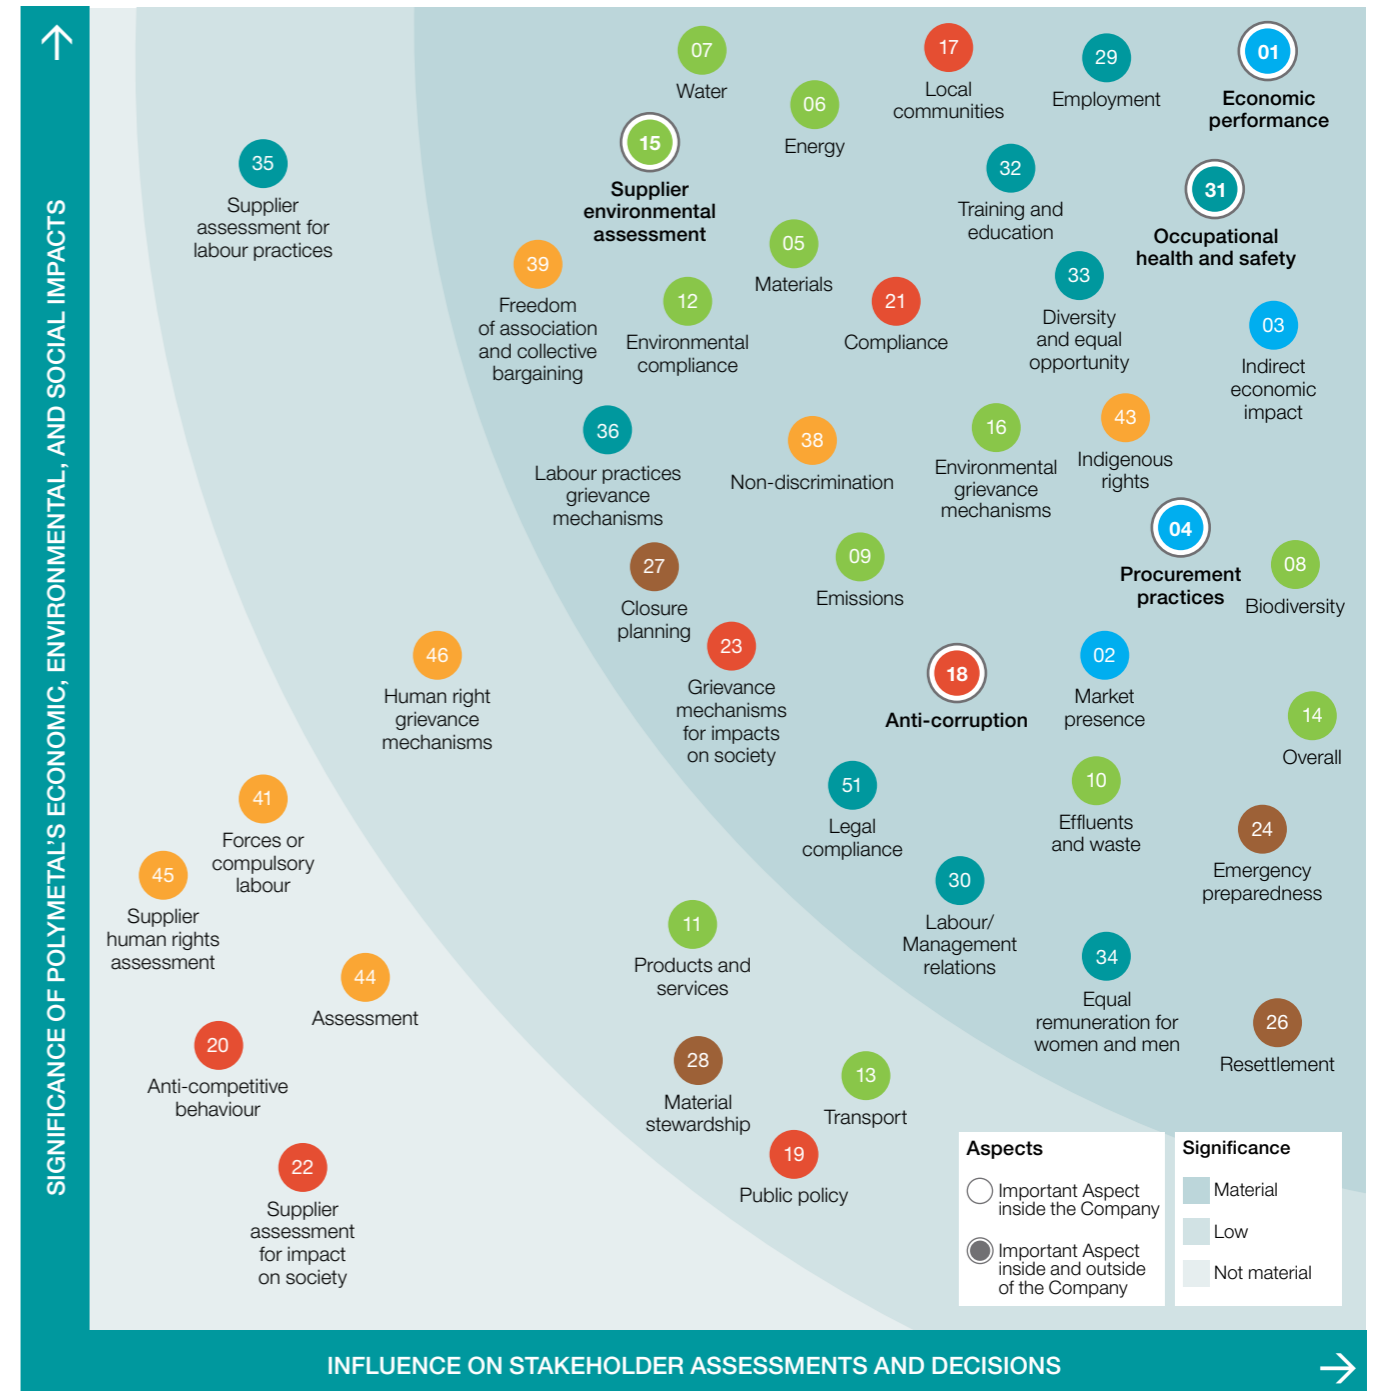 SIGNIFICANCE OF POLYMETAL'S ECONOMIC, ENVIRONMENTAL, AND SOCIAL IMPACTS
07
Water
06
Energy
17
Local
communities
29
Employment
01
Economic
performance
35
Supplier
assessment for
labour practices
15
Supplier
environmental
assessment
32
Training and
education
31
Occupational
health and safety
39
Freedom
of association
and collective
bargaining
05
Materials
12
Environmental
compliance
21
Compliance
33
Diversity
and equal
opportunity
03
Indirect
economic
impact
36
Labour practices
grievance
mechanisms
38
Non-discrimination
16
Environmental
grievance
mechanisms
43
Indigenous
rights
04
Procurement
practices
08
Biodiversity
27
Closure
planning
09
Emissions
46
Human right
grievance
mechanisms
23
Grievance
mechanisms
for impacts
on society
18
Anti-corruption
02
Market
presence
14
Overall
41
Forces or
compulsory
labour
51
Legal
compliance
10
Effluents
and waste
24
Emergency
preparedness
45
Supplier
human rights
assessment
30
Labour/
Management
relations
11
Products and
services
34
Equal
remuneration for
women and men
44
Assessment
26
Resettlement
20
Anti-competitive
behaviour
28
Material
stewardship
13
Transport
19
Public policy
22
Supplier
assessment
for impact
on society
Aspects
Important Aspect
inside the Company
Important Aspect
inside and outside
of the Company
Significance
Material
Low
Not material
INFLUENCE ON STAKEHOLDER ASSESSMENTS AND DECISIONS